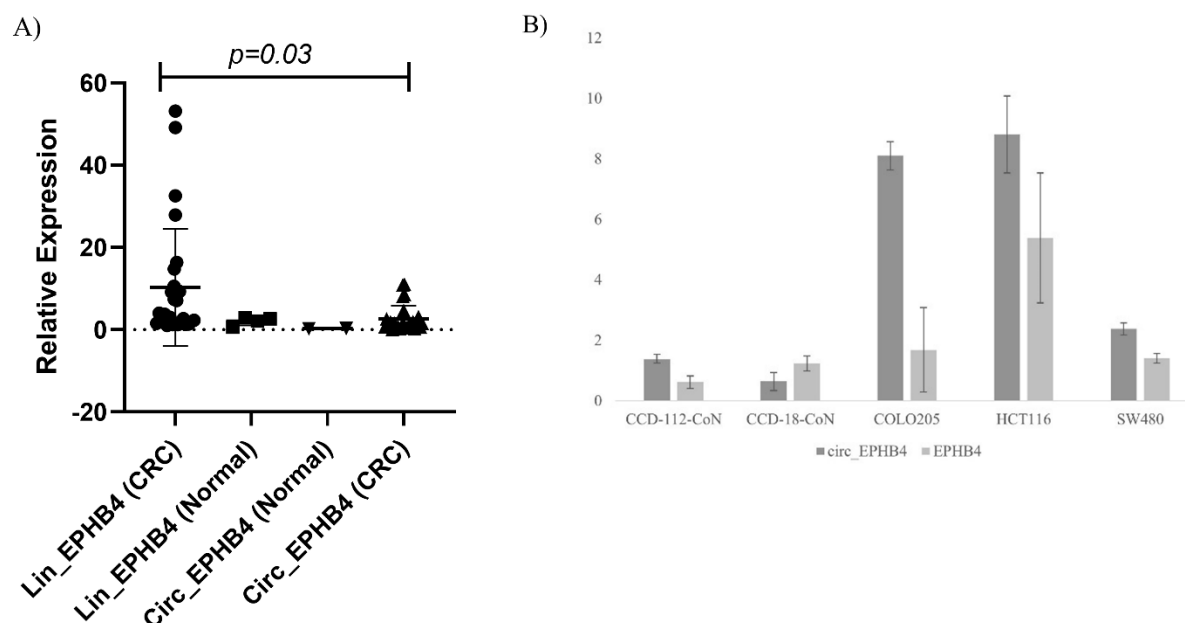 A)
p=0.03
Relative Expression
60
40
20
0
-20
Lin_EPHB4 (CRC)
Lin_EPHB4 (Normal)
Circ_EPHB4 (Normal)
Circ_EPHB4 (CRC)
B)
12
10
8
6
4
2
0
CCD-112-CoN CCD-18-CoN COLO205 HCT116 SW480
circ_EPHB4 EPHB4